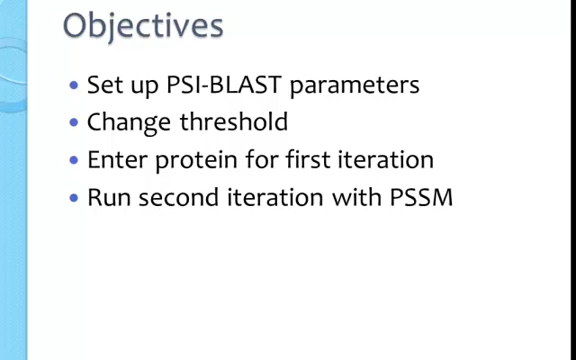 Objectives
• Set up PSI-BLAST parameters
• Change threshold
• Enter protein for first iteration
• Run second iteration with PSSM